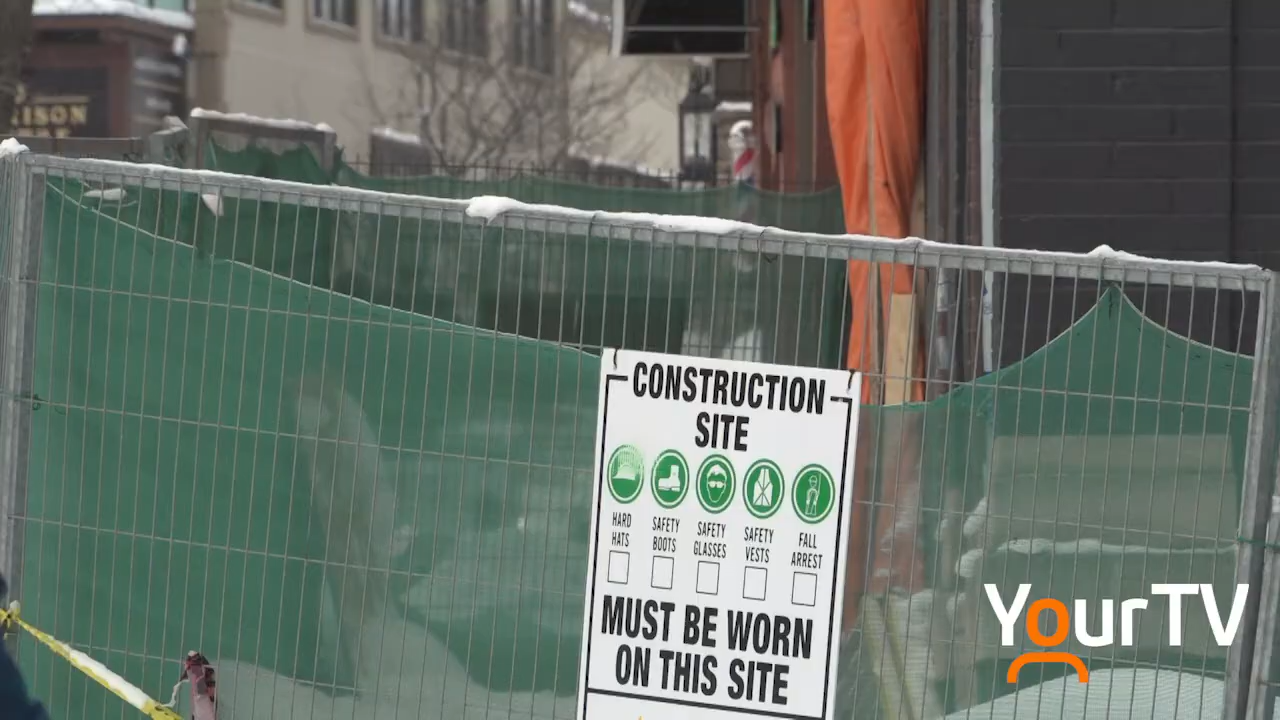 RISON
CONSTRUCTION
SITE
HARD HATS
SAFETY BOOTS
SAFETY GLASSES
SAFETY VESTS
FALL ARREST
MUST BE WORN
ON THIS SITE
YourTV